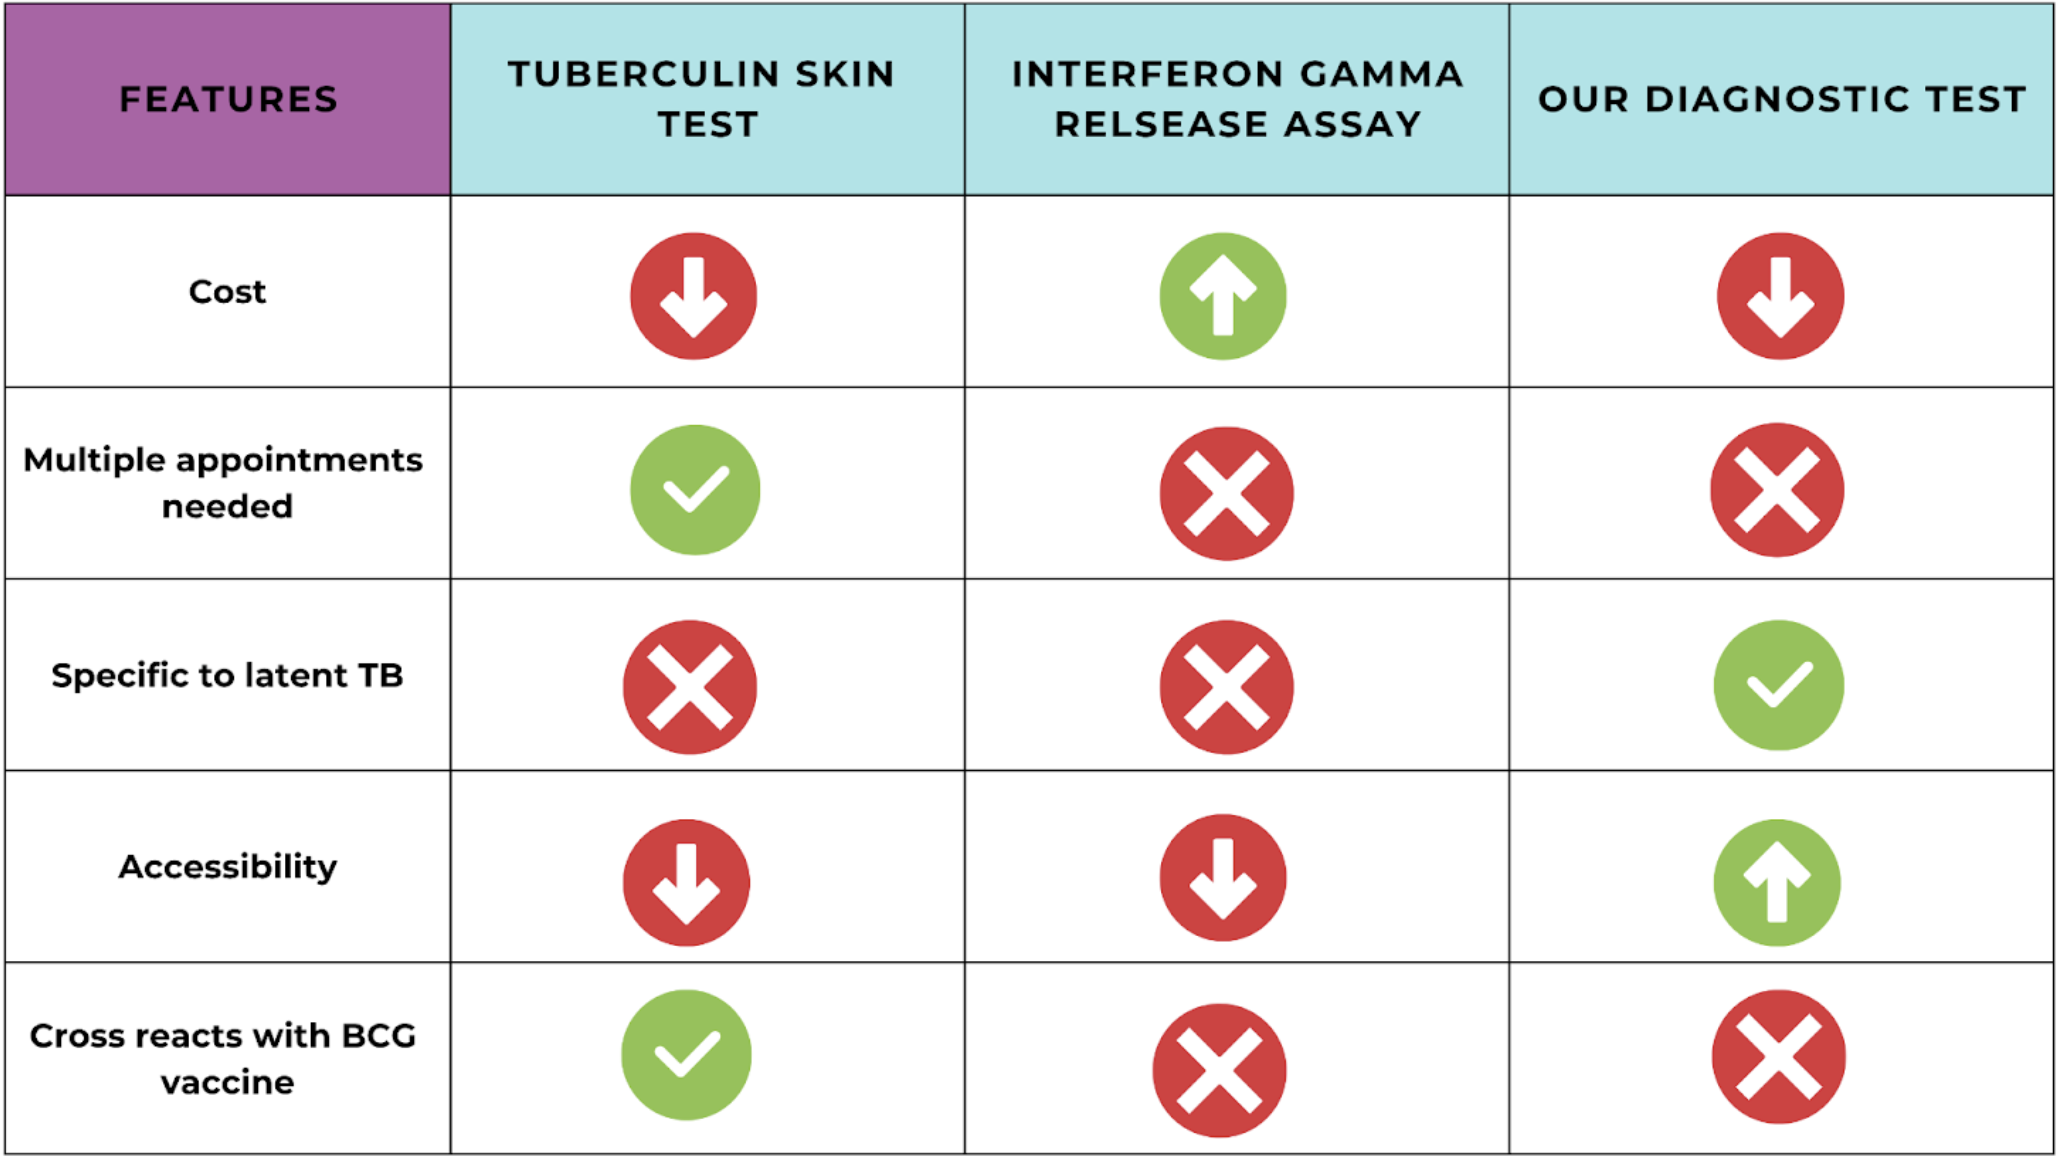 FEATURES
TUBERCULIN SKIN
TEST
INTERFERON GAMMA
RELSEASE ASSAY
OUR DIAGNOSTIC TEST
Cost
Multiple appointments
needed
Specific to latent TB
Accessibility
Cross reacts with BCG
vaccine